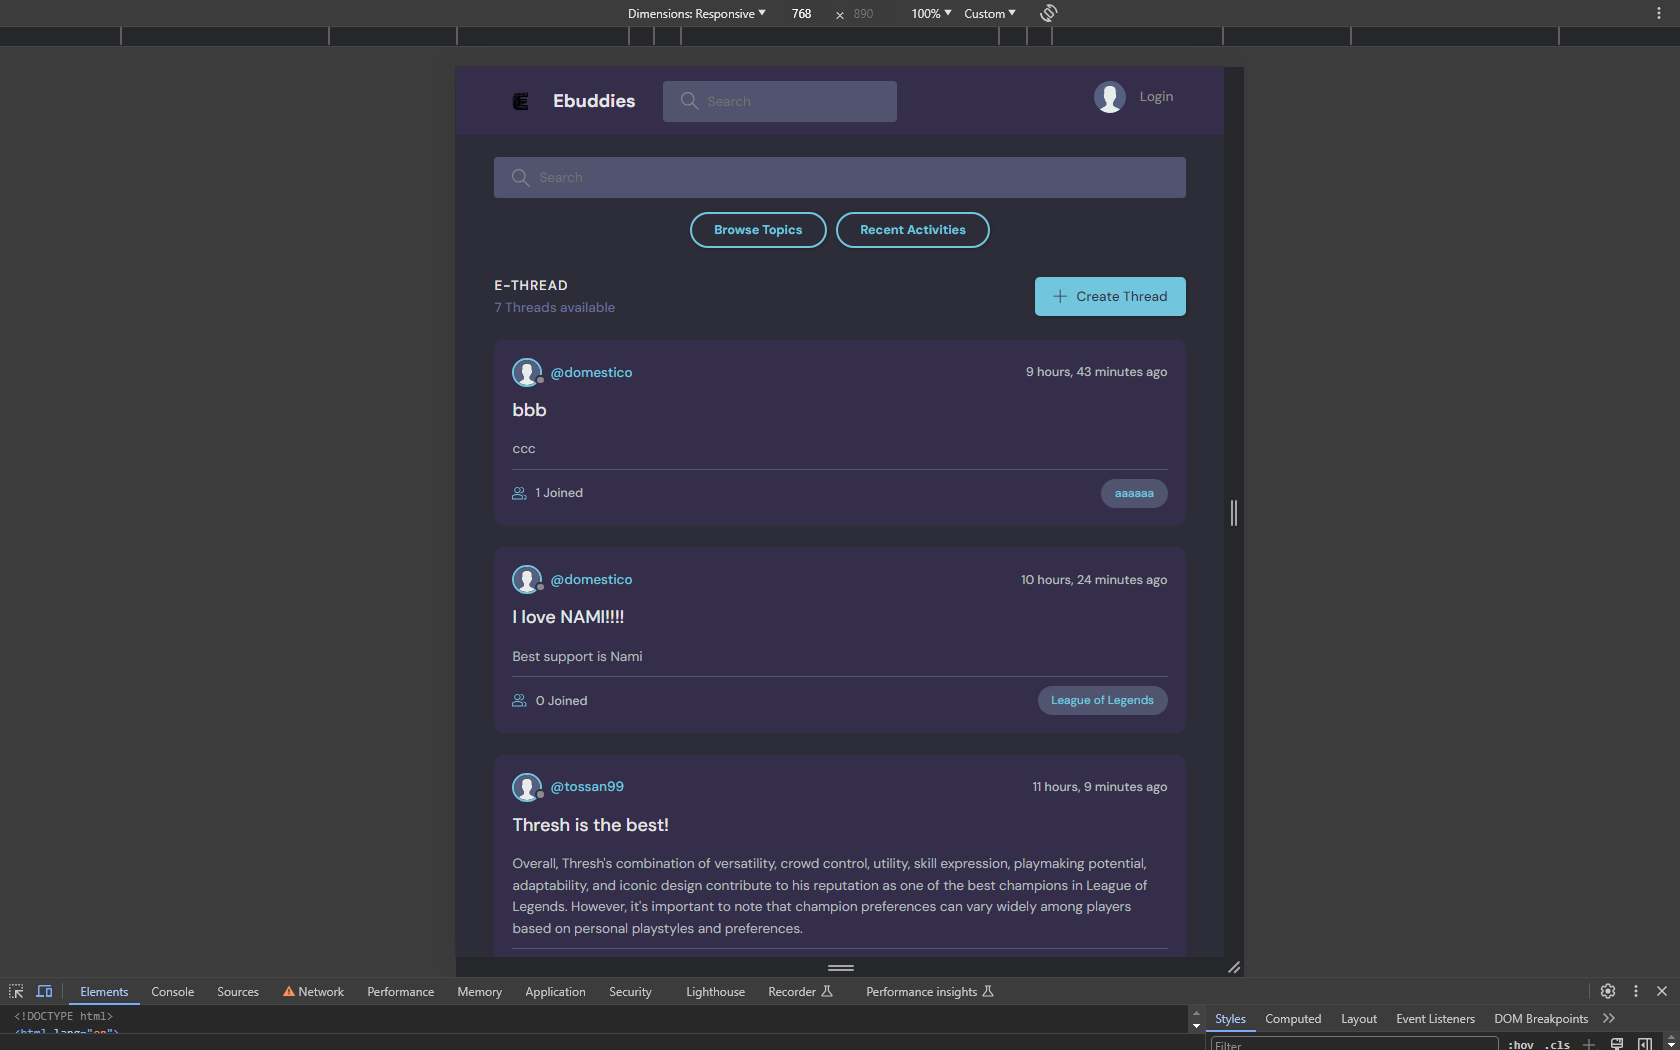 Dimensions: Responsive 768 × 890 100% Custom
Ebuddies Search Login
Search
Browse Topics Recent Activities
E-THREAD
7 Threads available
Create Thread
@domestico 9 hours, 43 minutes ago
bbb
ccc
1 Joined aaaaaa
@domestico 10 hours, 24 minutes ago
I love NAMI!!!!
Best support is Nami
0 Joined League of Legends
@tossan99 11 hours, 9 minutes ago
Thresh is the best!
Overall, Thresh's combination of versatility, crowd control, utility, skill expression, playmaking potential,
adaptability, and iconic design contribute to his reputation as one of the best champions in League of
Legends. However, it's important to note that champion preferences can vary widely among players
based on personal playstyles and preferences.
Elements Console Sources Network Performance Memory Application Security Lighthouse Recorder Performance insights
<!DOCTYPE html>
<html lang="en">
Styles Computed Layout Event Listeners DOM Breakpoints
Filter :hov .cls